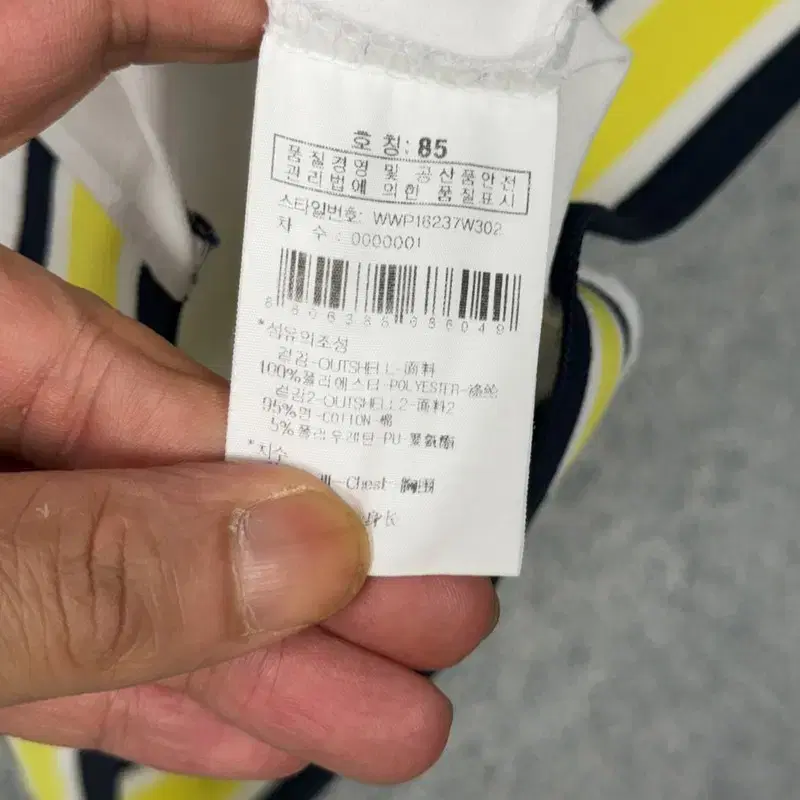 호 칭: 85
품질경영 및 공산품안전
관리법에 의한 품질표시
스타일번호: WWP16237W302
차 수 : 0000001
*섬유의조성
겉감-OUTSHELL-面料
100%폴리에스터-POLYESTER-涤纶
겉감2-OUTSHELL2-面料2
95%면-COTTON-棉
5%폴리우레탄-PU-聚氨酯
*치수
-Chest-胸围
身长